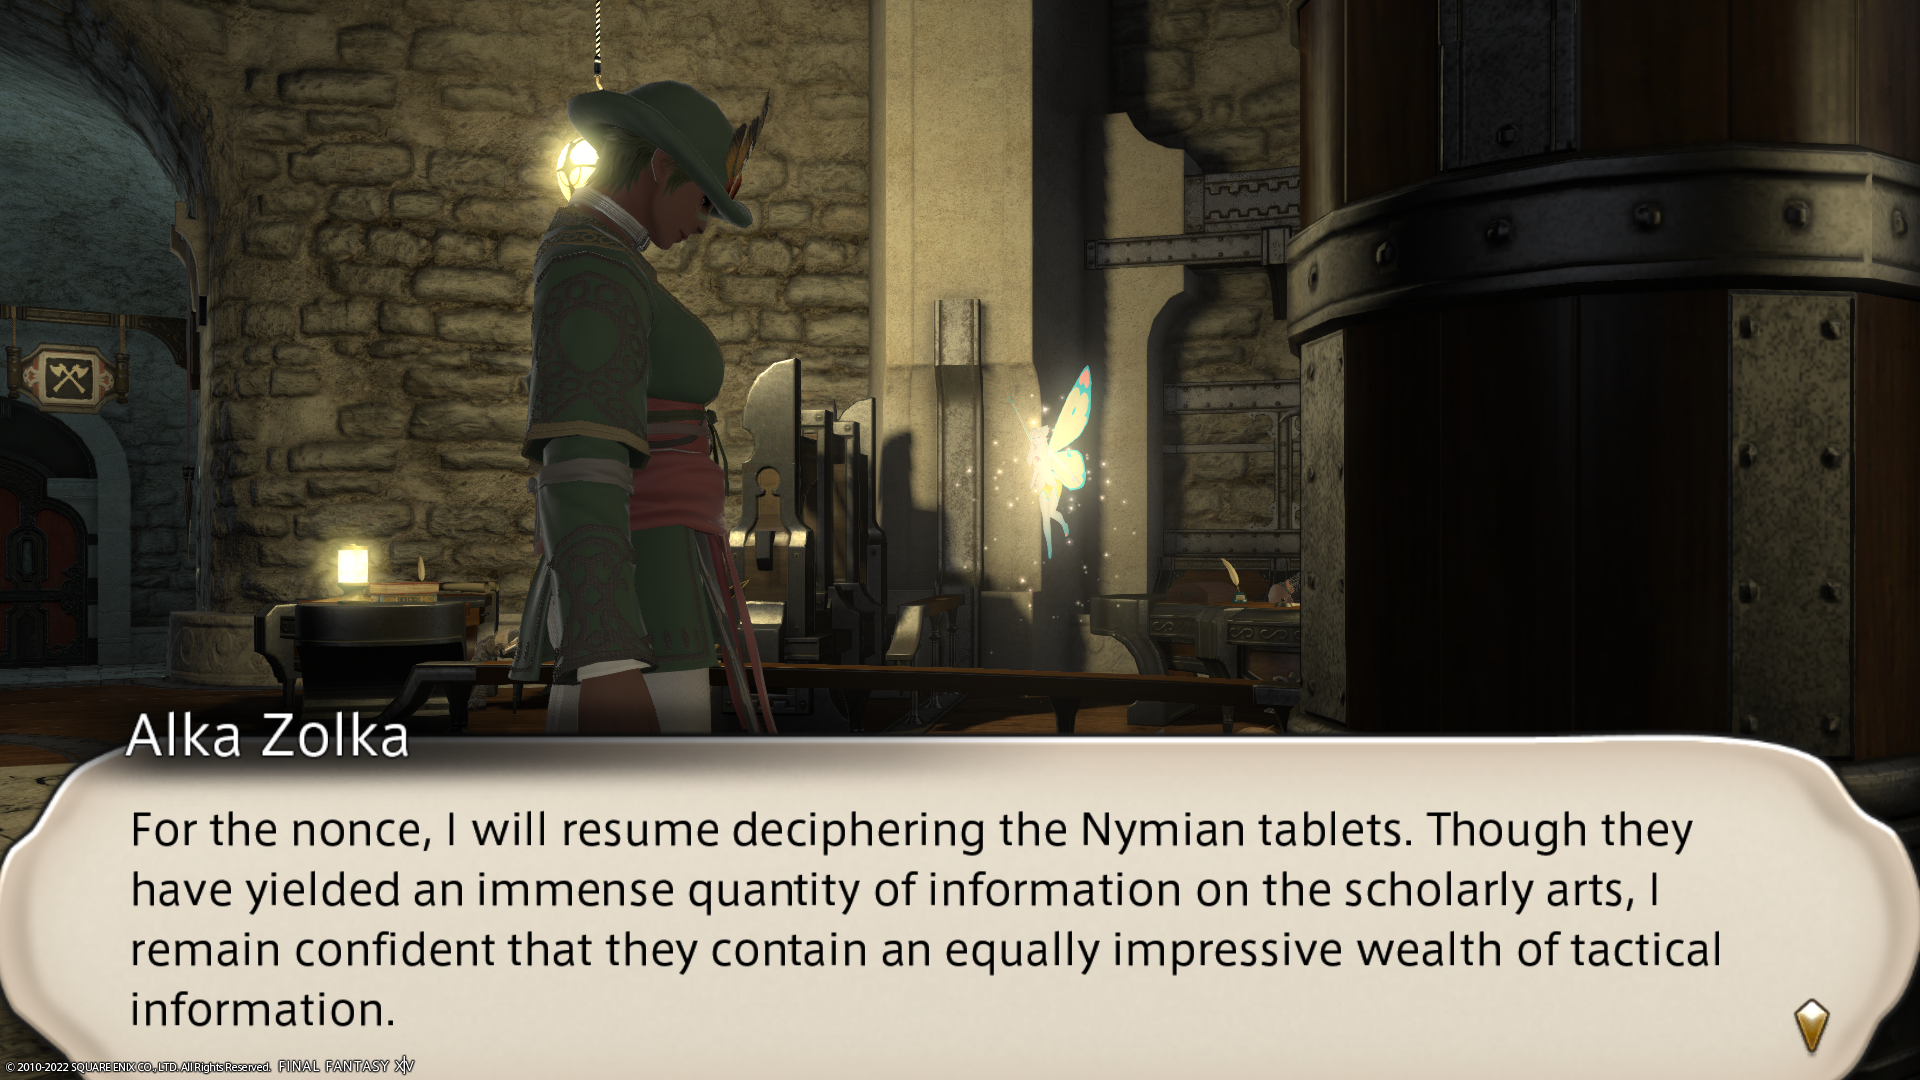 Alka Zolka
For the nonce, I will resume deciphering the Nymian tablets. Though they
have yielded an immense quantity of information on the scholarly arts, I
remain confident that they contain an equally impressive wealth of tactical
information.
© 2010-2022 SQUARE ENIX CO., LTD. All Rights Reserved. FINAL FANTASY XIV